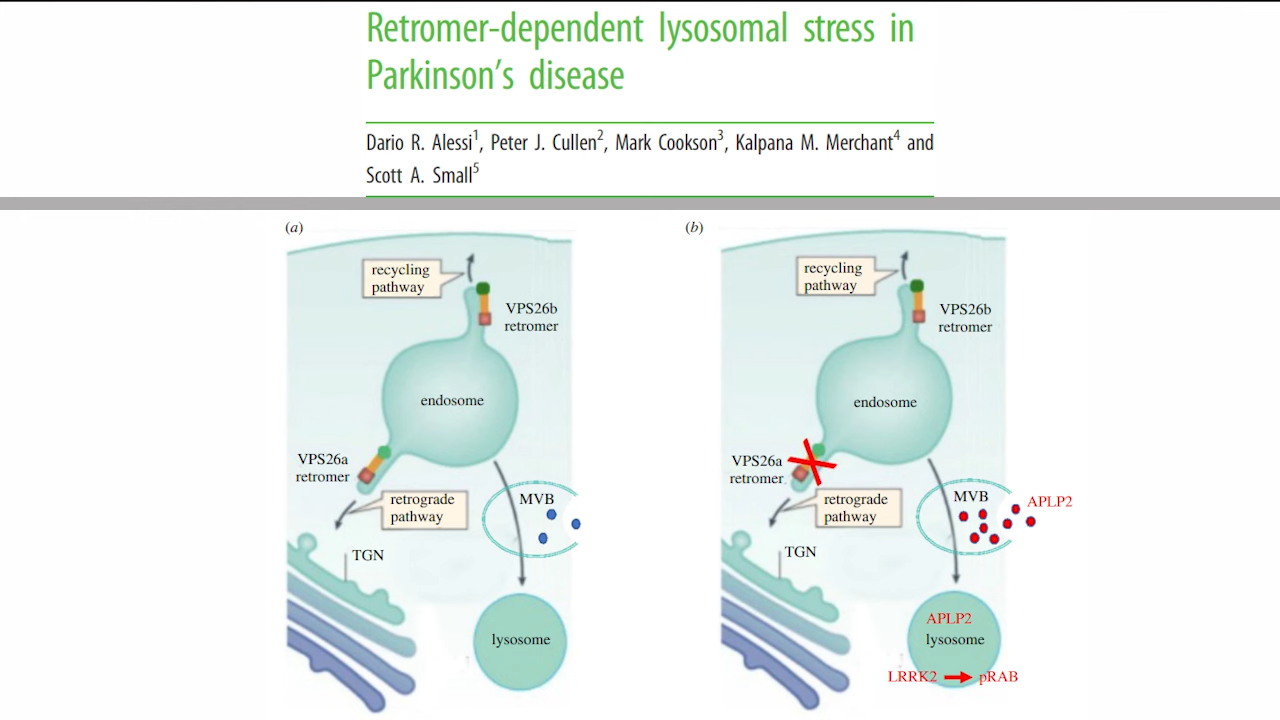 Retromer-dependent lysosomal stress in
Parkinson's disease
Dario R. Alessi1, Peter J. Cullen2, Mark Cookson3, Kalpana M. Merchant4 and
Scott A. Small5
(a)
recycling
pathway
VPS26b
retromer
endosome
VPS26a
retromer
retrograde
pathway
MVB
TGN
lysosome
(b)
recycling
pathway
VPS26b
retromer
endosome
VPS26a
retromer
retrograde
pathway
MVB
APLP2
TGN
APLP2
lysosome
LRRK2
pRAB